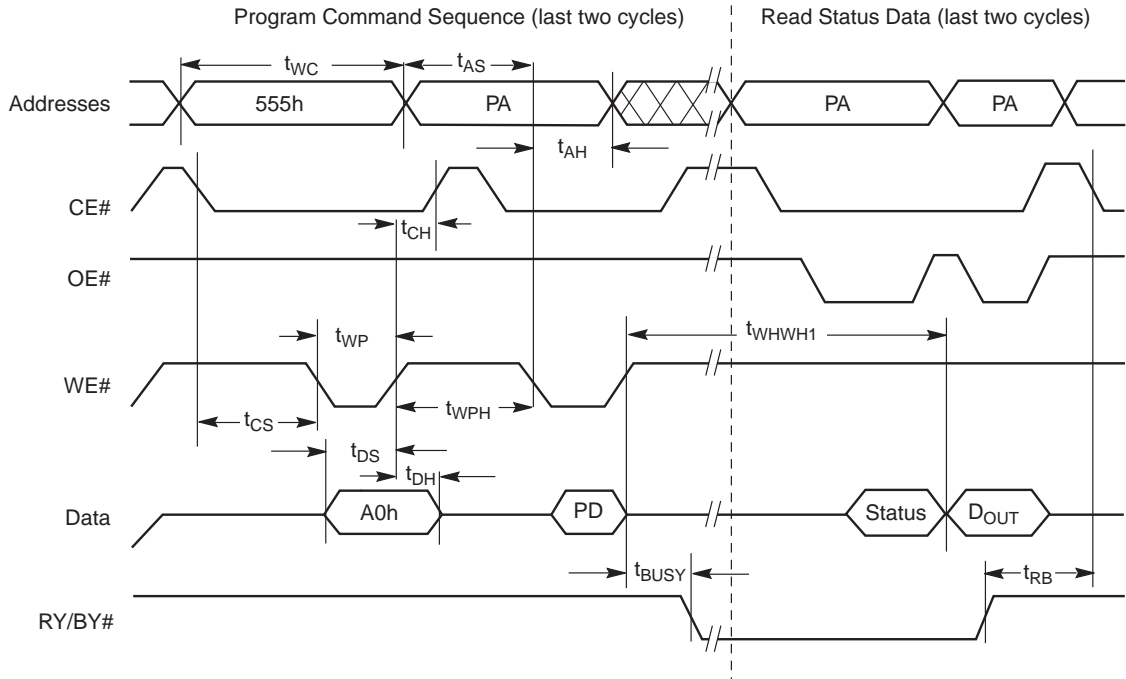 Program Command Sequence (last two cycles)
Read Status Data (last two cycles)
tWC
tAS
Addresses
555h
PA
PA
PA
tAH
CE#
tCH
OE#
tWP
tWHWH1
WE#
tCS
tWPH
tDS
tDH
Data
A0h
PD
Status
DOUT
tBUSY
tRB
RY/BY#